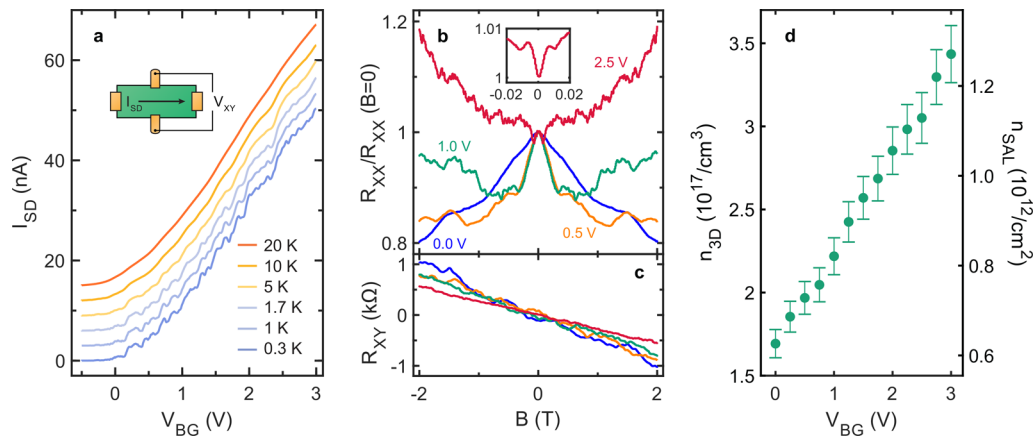 a
I_SD
V_XY
60
40
20
0
I_SD (nA)
20 K
10 K
5 K
1.7 K
1 K
0.3 K
0
1
2
3
V_BG (V)
b
1.2
1
0.8
R_XX/R_XX (B=0)
1.01
1
-0.02
0
0.02
2.5 V
1.0 V
0.5 V
0.0 V
c
1
0
-1
R_XY (kΩ)
-2
0
2
B (T)
d
3.5
3
2.5
2
1.5
n_3D (10^17/cm^3)
1.2
1.0
0.8
0.6
n_SAL (10^12/cm^2)
0
1
2
3
V_BG (V)